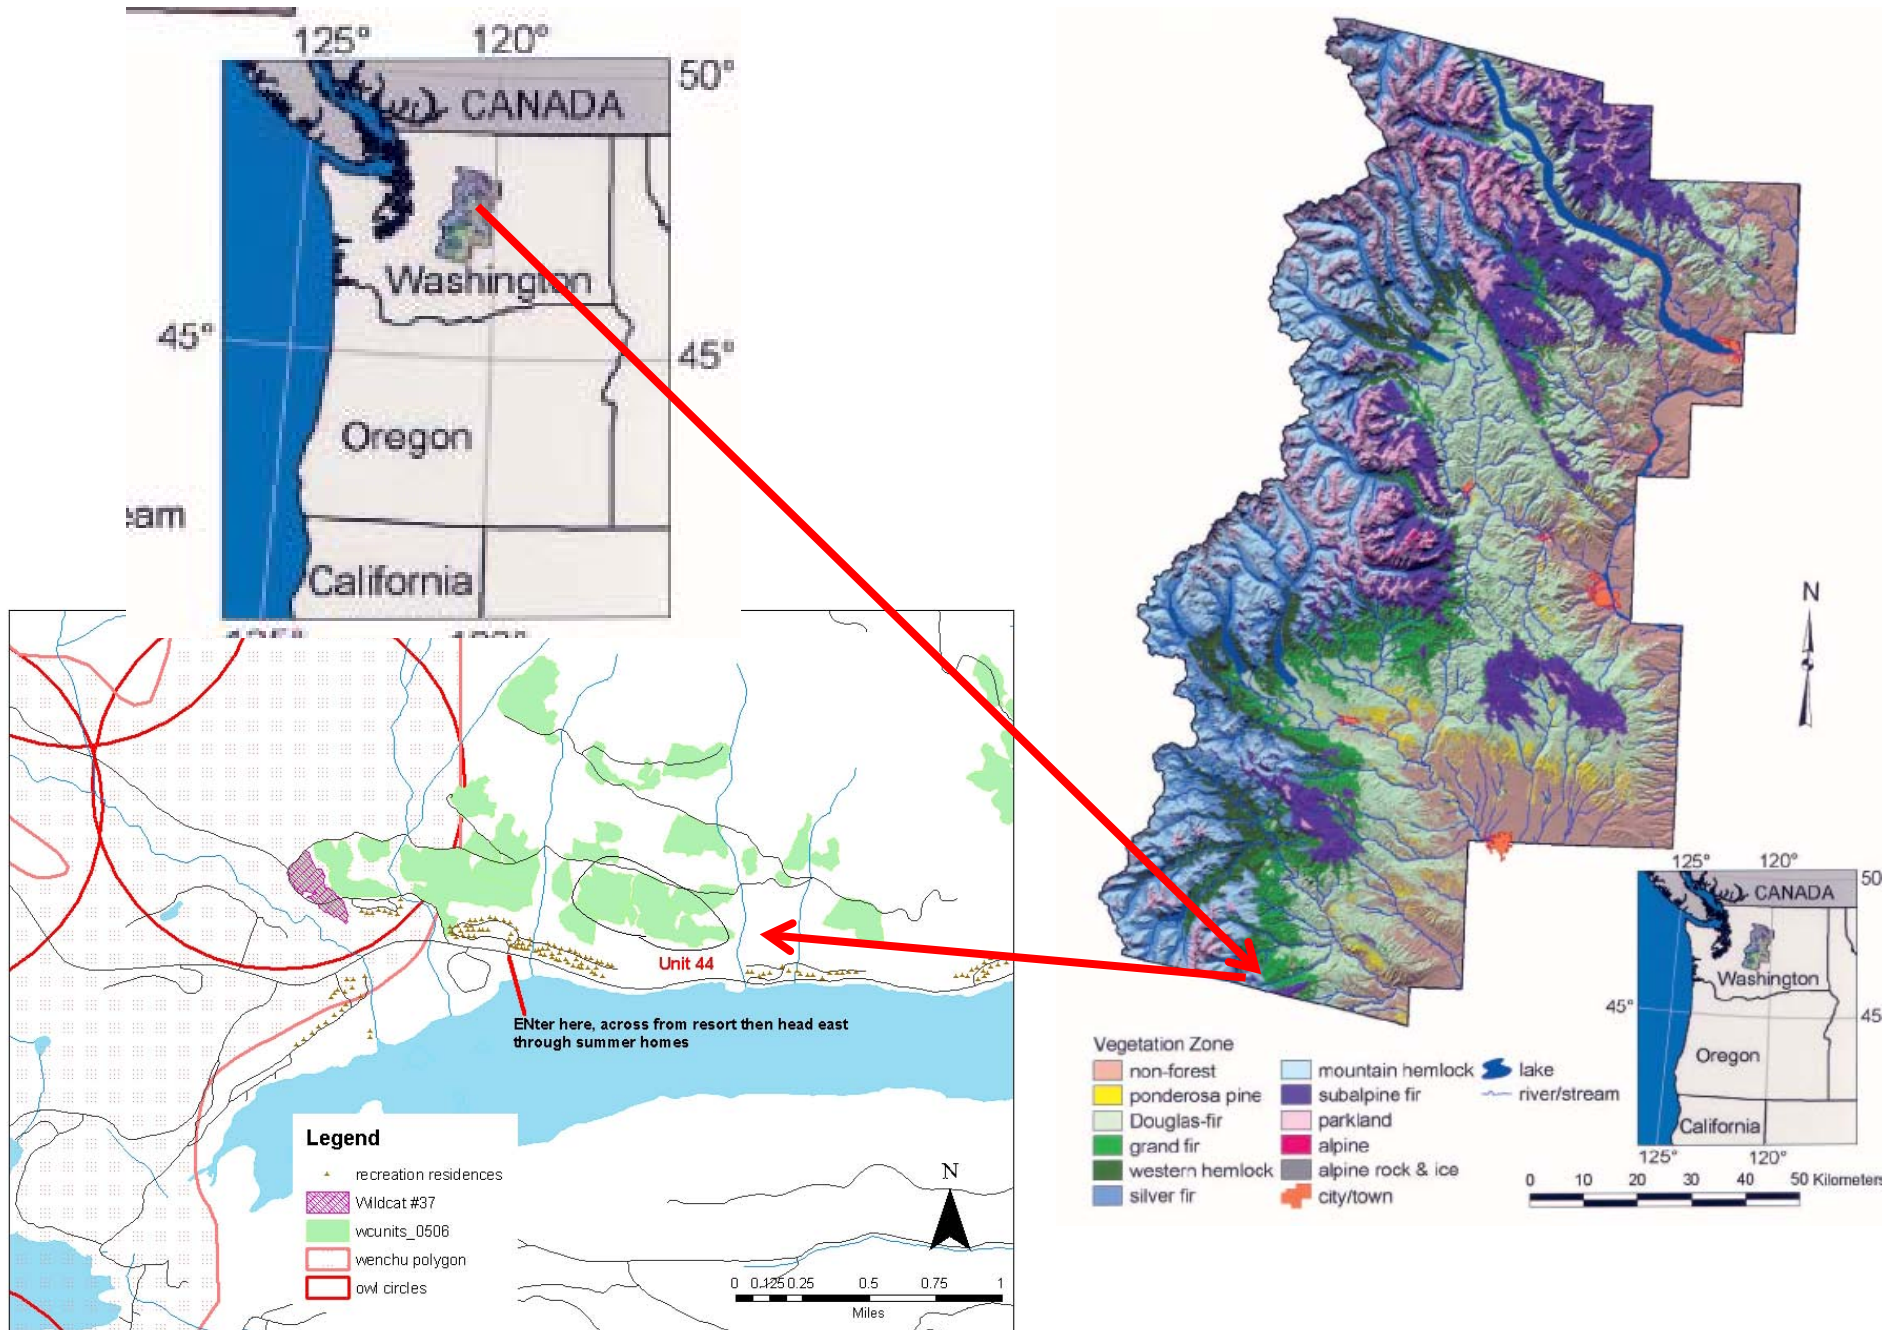 125° 120°
50°
CANADA
Washington
45° 45°
Oregon
eam
California
Unit 44
ENter here, across from resort then head east
through summer homes
Legend
recreation residences
Wildcat #37
wcunits_0506
wenchu polygon
owl circles
N
0 0.125 0.25 0.5 0.75 1
Miles
N
Vegetation Zone
non-forest
ponderosa pine
Douglas-fir
grand fir
western hemlock
silver fir
mountain hemlock
subalpine fir
parkland
alpine
alpine rock & ice
lake
river/stream
city/town
125° 120°
50
CANADA
Washington
45° 45
Oregon
California
125° 120°
0 10 20 30 40 50 Kilometers